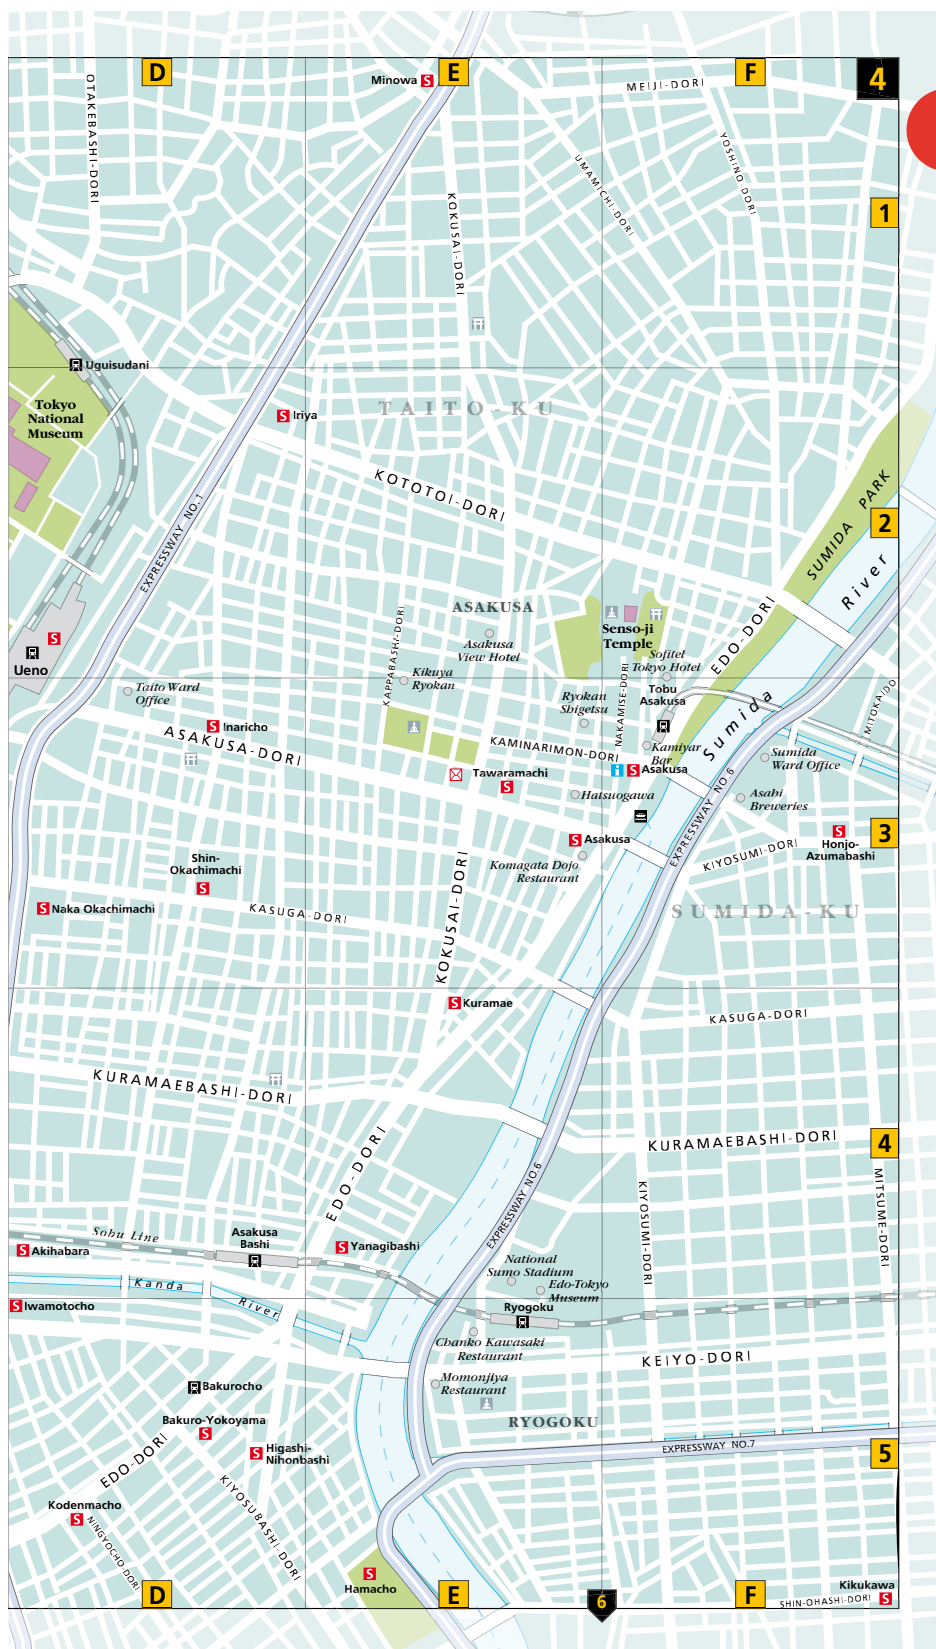 D
E
F
4
Minowa S
MEIJI-DORI
OTAKEBASHI-DORI
YOSHINO-DORI
UMAMICHI-DORI
KOKUSAI-DORI
1
Uguisudani
Tokyo
National
Museum
S Iriya
TAITO-KU
KOTOTOI-DORI
SUMIDA PARK
2
EXPRESSWAY NO.1
River
ASAKUSA
Asakusa
View Hotel
Senso-ji
Temple
EDO-DORI
S
Ueno
KAPPABASHI-DORI
Kikuya
Ryokan
Sofitel
Tokyo Hotel
Taito Ward
Office
Ryokan
Shigetsu
NAKAMISE-DORI
Tobu
Asakusa
Sumida
MITOKAIDO
S Inaricho
ASAKUSA-DORI
KAMINARIMON-DORI
Kamiyar
Bar
Sumida
Ward Office
Tawaramachi
S
i S Asakusa
Hatsuogawa
EXPRESSWAY NO.6
Asahi
Breweries
S Asakusa
KIYOSUMI-DORI
S
Honjo-
Azumabashi
3
Shin-
Okachimachi
S
Komagata Dojo
Restaurant
KOKUSAI-DORI
S Naka Okachimachi
KASUGA-DORI
SUMIDA-KU
S Kuramae
KASUGA-DORI
KURAMAEBASHI-DORI
KURAMAEBASHI-DORI
4
EDO-DORI
EXPRESSWAY NO.6
KIYOSUMI-DORI
MITSUME-DORI
Sobu Line
Asakusa
Bashi
S Yanagibashi
S Akihabara
National
Sumo Stadium
Edo-Tokyo
Museum
Kanda
River
S Iwamotocho
Ryogoku
Chanko Kawasaki
Restaurant
KEIYO-DORI
Momonjiya
Restaurant
Bakurocho
RYOGOKU
Bakuro-Yokoyama
S
S Higashi-
Nihonbashi
EXPRESSWAY NO.7
5
EDO-DORI
KIYOSUBASHI-DORI
Kodenmacho
S
NINGYOCHO-DORI
S
Hamacho
Kikukawa
S
SHIN-OHASHI-DORI
D
E
6
F